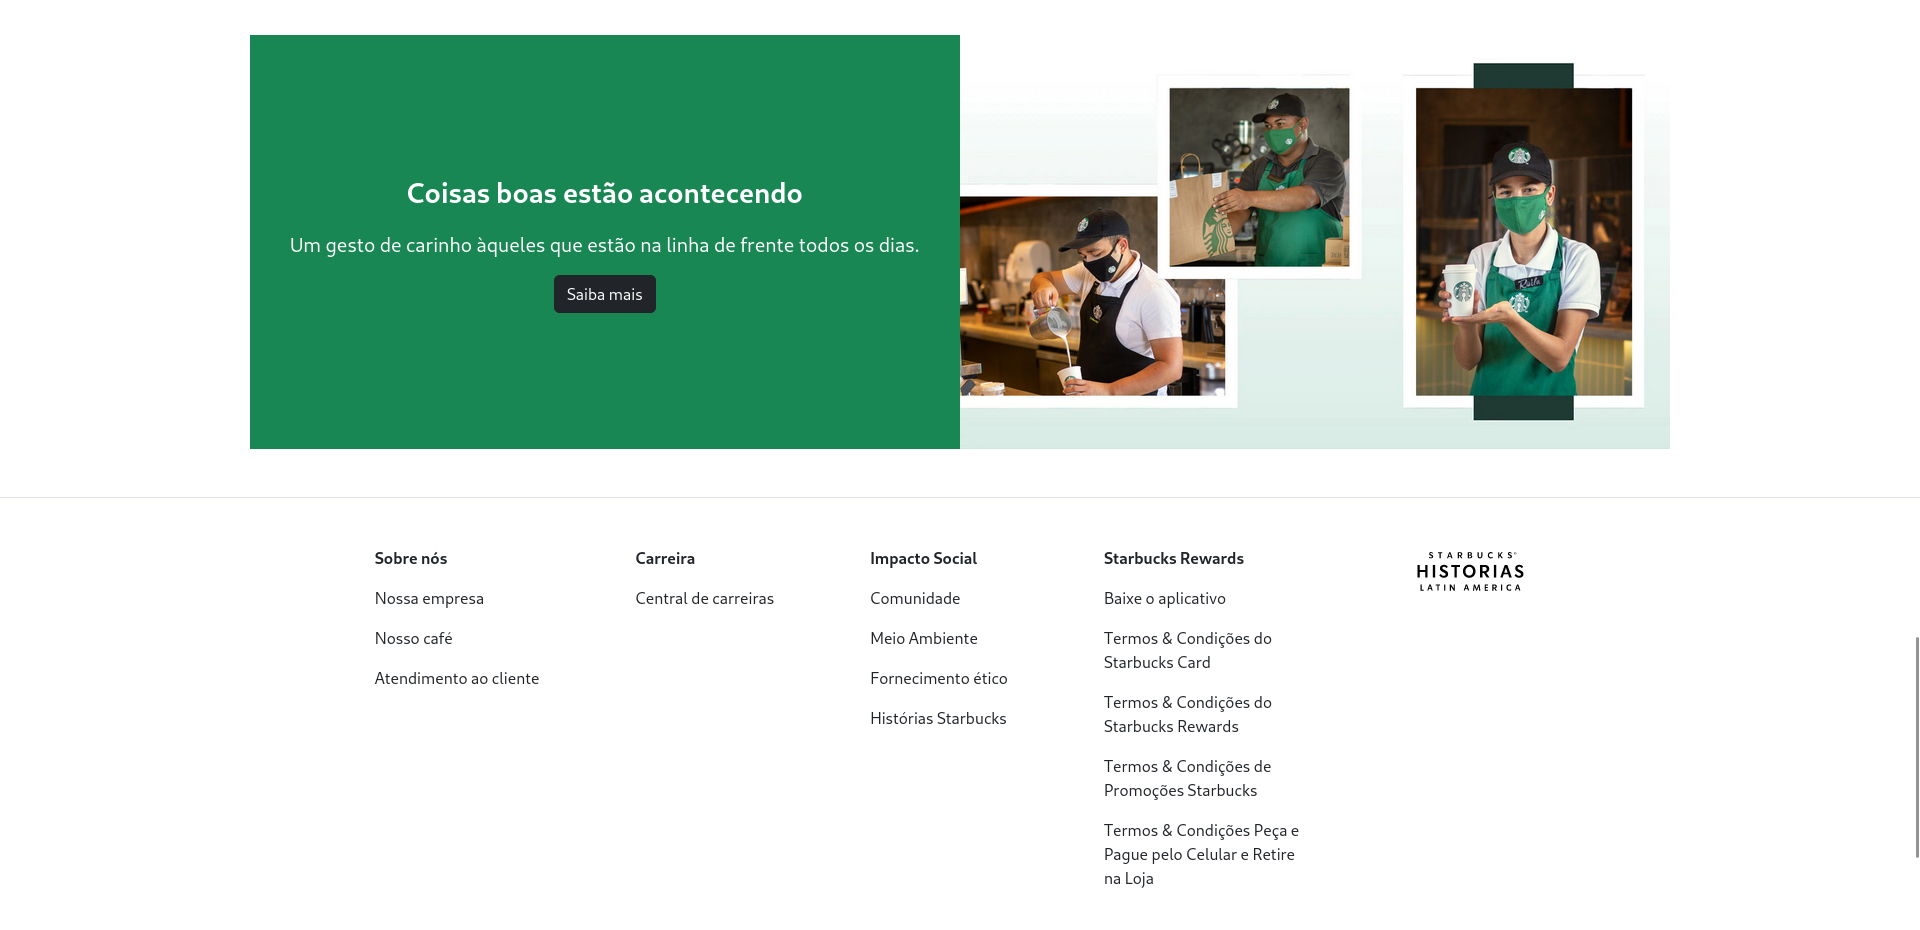 Coisas boas estão acontecendo
Um gesto de carinho àqueles que estão na linha de frente todos os dias.
Saiba mais
Sobre nós
Nossa empresa
Nosso café
Atendimento ao cliente
Carreira
Central de carreiras
Impacto Social
Comunidade
Meio Ambiente
Fornecimento ético
Histórias Starbucks
Starbucks Rewards
Baixe o aplicativo
Termos & Condições do
Starbucks Card
Termos & Condições do
Starbucks Rewards
Termos & Condições de
Promoções Starbucks
Termos & Condições Peça e
Pague pelo Celular e Retire
na Loja
STARBUCKS®
HISTORIAS
LATIN AMERICA